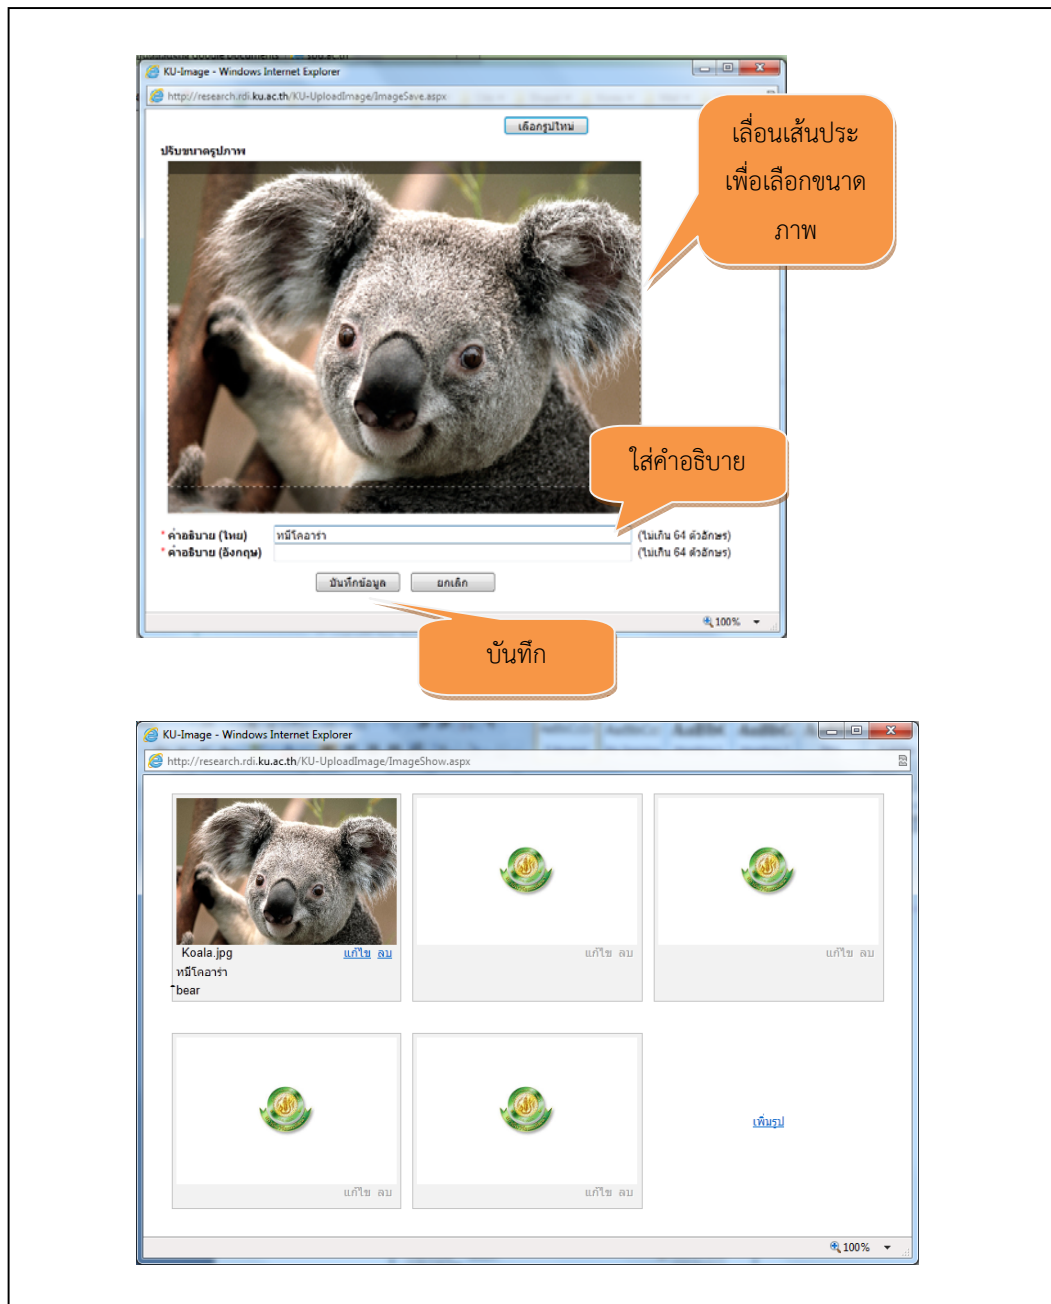 KU-Image - Windows Internet Explorer
http://research.rdi.ku.ac.th/KU-UploadImage/ImageSave.aspx
เลือกรูปใหม่
ปรับขนาดรูปภาพ
เลื่อนเส้นประ
เพื่อเลือกขนาด
ภาพ
ใส่คำอธิบาย
* คำอธิบาย (ไทย) หมีโคอาร่า (ไม่เกิน 64 ตัวอักษร)
* คำอธิบาย (อังกฤษ) (ไม่เกิน 64 ตัวอักษร)
บันทึกข้อมูล ยกเลิก
100%
บันทึก
KU-Image - Windows Internet Explorer
http://research.rdi.ku.ac.th/KU-UploadImage/ImageShow.aspx
Koala.jpg แก้ไข ลบ
หมีโคอาร่า
bear
แก้ไข ลบ
แก้ไข ลบ
แก้ไข ลบ
แก้ไข ลบ
เพิ่มรูป
100%